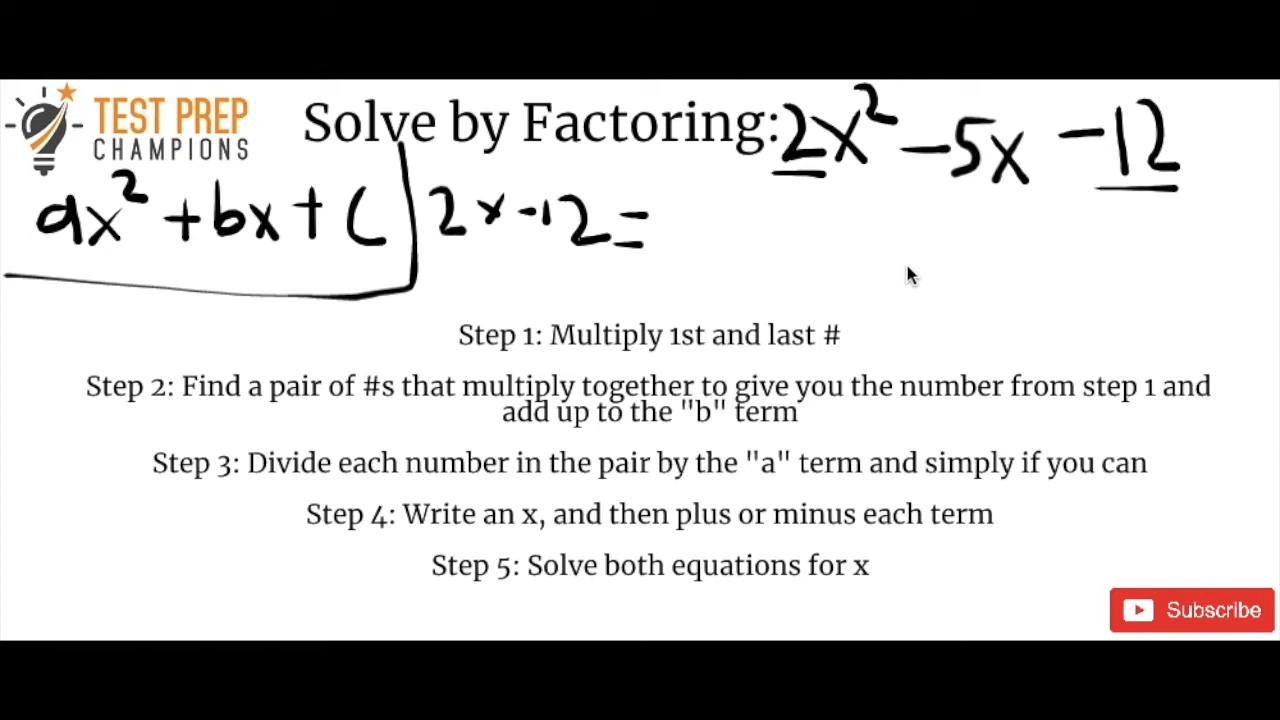 TEST PREP
CHAMPIONS
Solve by Factoring: 2x² -5x -12
ax² +bx+ c 2 x -12 =
Step 1: Multiply 1st and last #
Step 2: Find a pair of #s that multiply together to give you the number from step 1 and
add up to the "b" term
Step 3: Divide each number in the pair by the "a" term and simply if you can
Step 4: Write an x, and then plus or minus each term
Step 5: Solve both equations for x
Subscribe